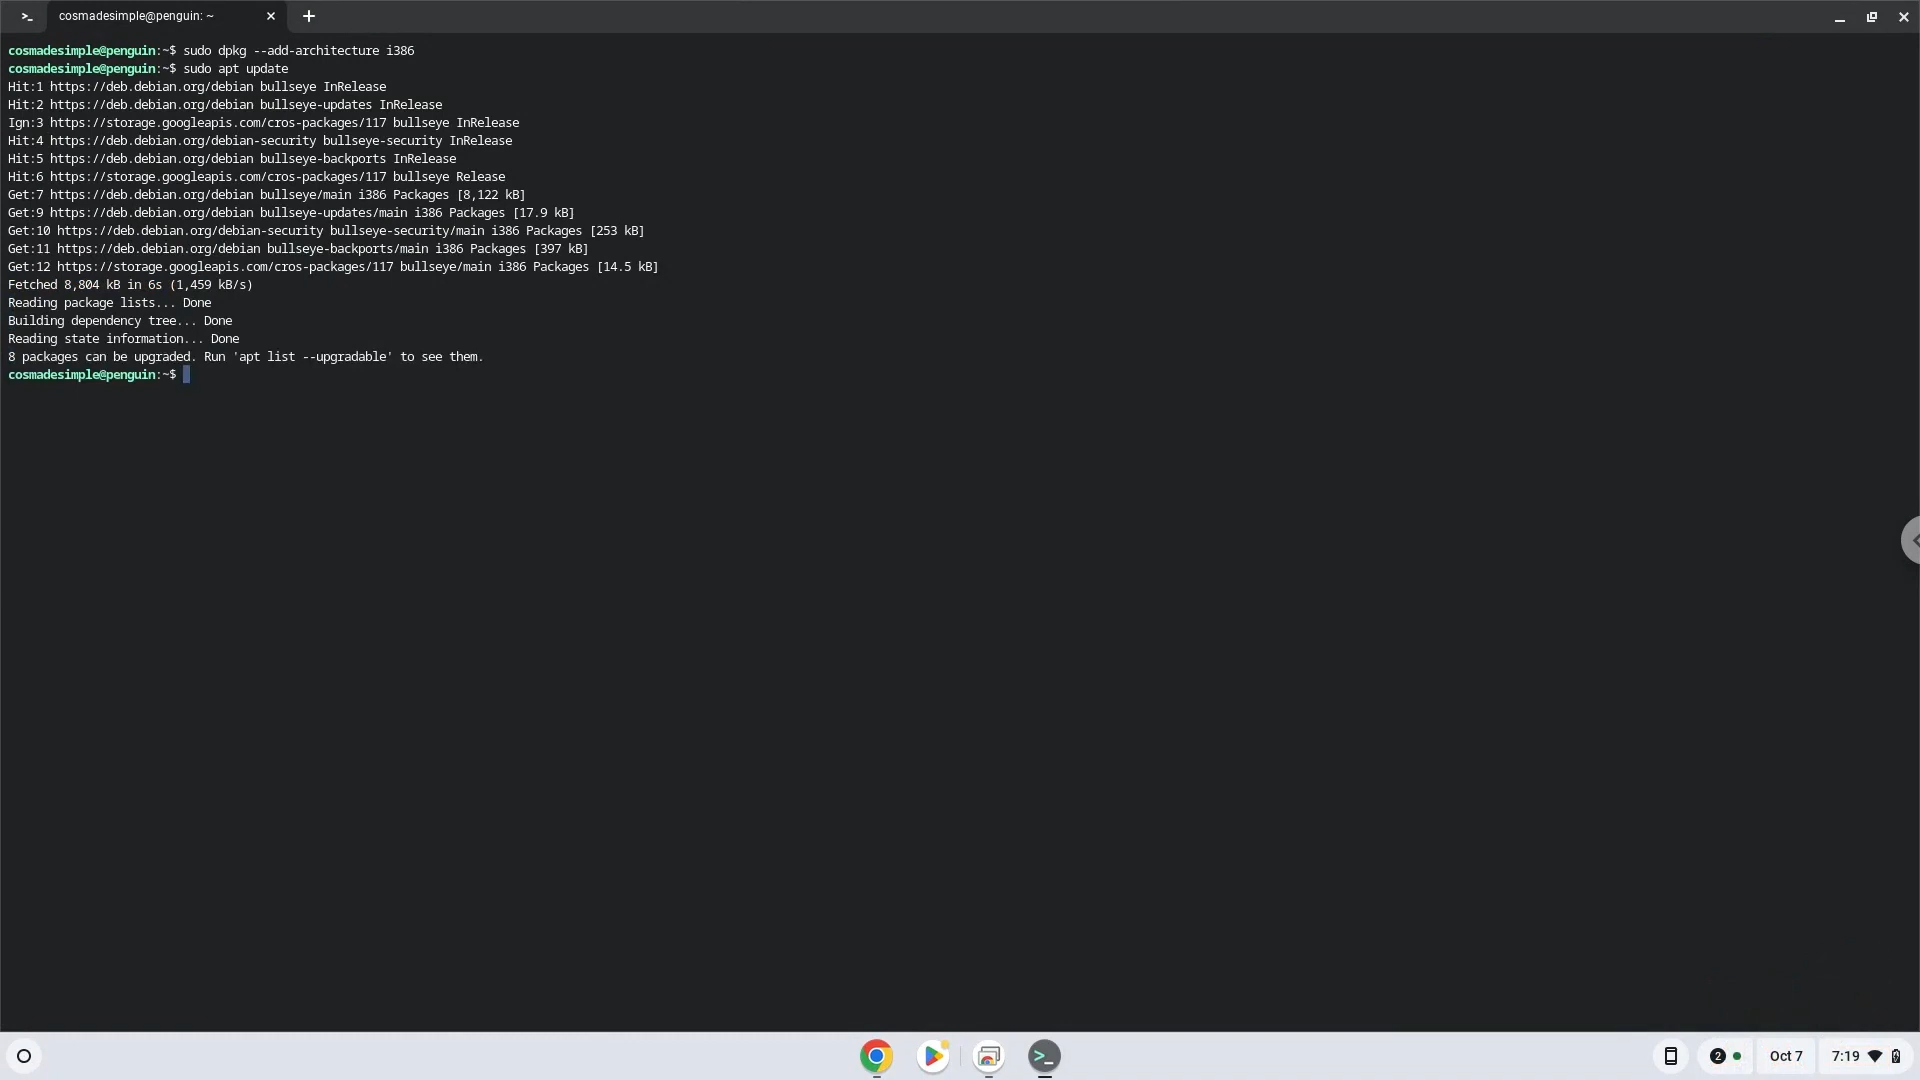 >_ cosmadesimple@penguin: ~
cosmadesimple@penguin:~$ sudo dpkg --add-architecture i386
cosmadesimple@penguin:~$ sudo apt update
Hit:1 https://deb.debian.org/debian bullseye InRelease
Hit:2 https://deb.debian.org/debian bullseye-updates InRelease
Ign:3 https://storage.googleapis.com/cros-packages/117 bullseye InRelease
Hit:4 https://deb.debian.org/debian-security bullseye-security InRelease
Hit:5 https://deb.debian.org/debian bullseye-backports InRelease
Hit:6 https://storage.googleapis.com/cros-packages/117 bullseye Release
Get:7 https://deb.debian.org/debian bullseye/main i386 Packages [8,122 kB]
Get:9 https://deb.debian.org/debian bullseye-updates/main i386 Packages [17.9 kB]
Get:10 https://deb.debian.org/debian-security bullseye-security/main i386 Packages [253 kB]
Get:11 https://deb.debian.org/debian bullseye-backports/main i386 Packages [397 kB]
Get:12 https://storage.googleapis.com/cros-packages/117 bullseye/main i386 Packages [14.5 kB]
Fetched 8,804 kB in 6s (1,459 kB/s)
Reading package lists... Done
Building dependency tree... Done
Reading state information... Done
8 packages can be upgraded. Run 'apt list --upgradable' to see them.
cosmadesimple@penguin:~$
2 Oct 7 7:19